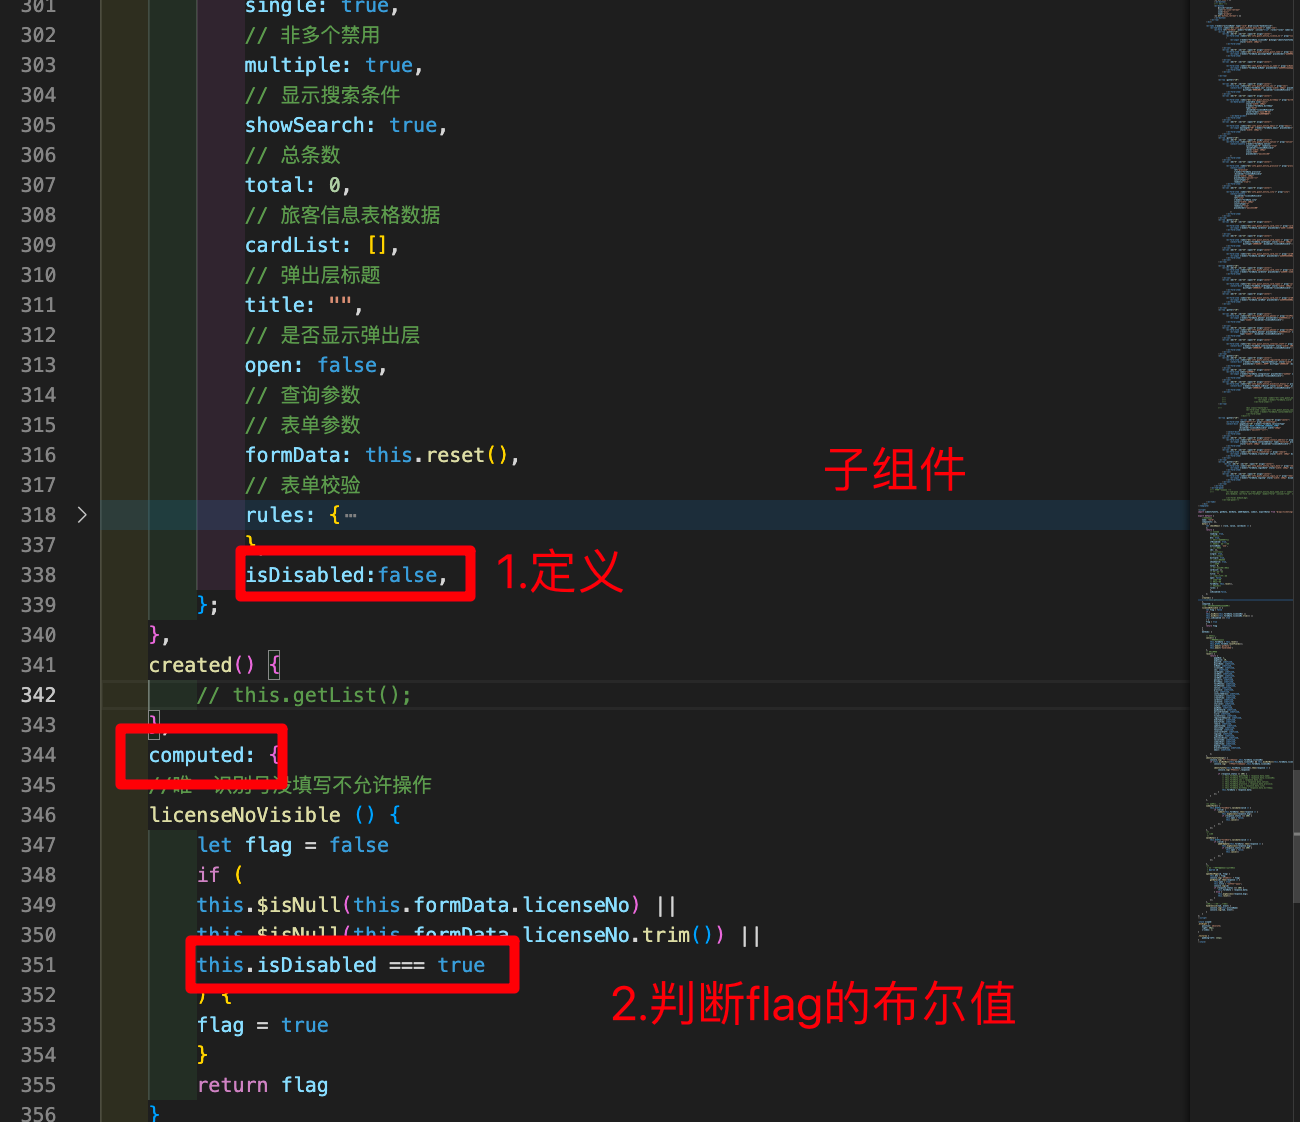 301 single: true,
302 // 非多个禁用
303 multiple: true,
304 // 显示搜索条件
305 showSearch: true,
306 // 总条数
307 total: 0,
308 // 旅客信息表格数据
309 cardList: [],
310 // 弹出层标题
311 title: "",
312 // 是否显示弹出层
313 open: false,
314 // 查询参数
315 // 表单参数
316 formData: this.reset(),
317 // 表单校验
子组件
318 rules: {
337 }
338 isDisabled:false,
1.定义
339 };
340 },
341 created() {
342 // this.getList();
343 },
344 computed: {
345 //唯一识别号没填写不允许操作
346 licenseNoVisible () {
347 let flag = false
348 if (
349 this.$isNull(this.formData.licenseNo) ||
350 this.$isNull(this.formData.licenseNo.trim()) ||
351 this.isDisabled === true
2.判断flag的布尔值
352 ) {
353 flag = true
354 }
355 return flag
356 }